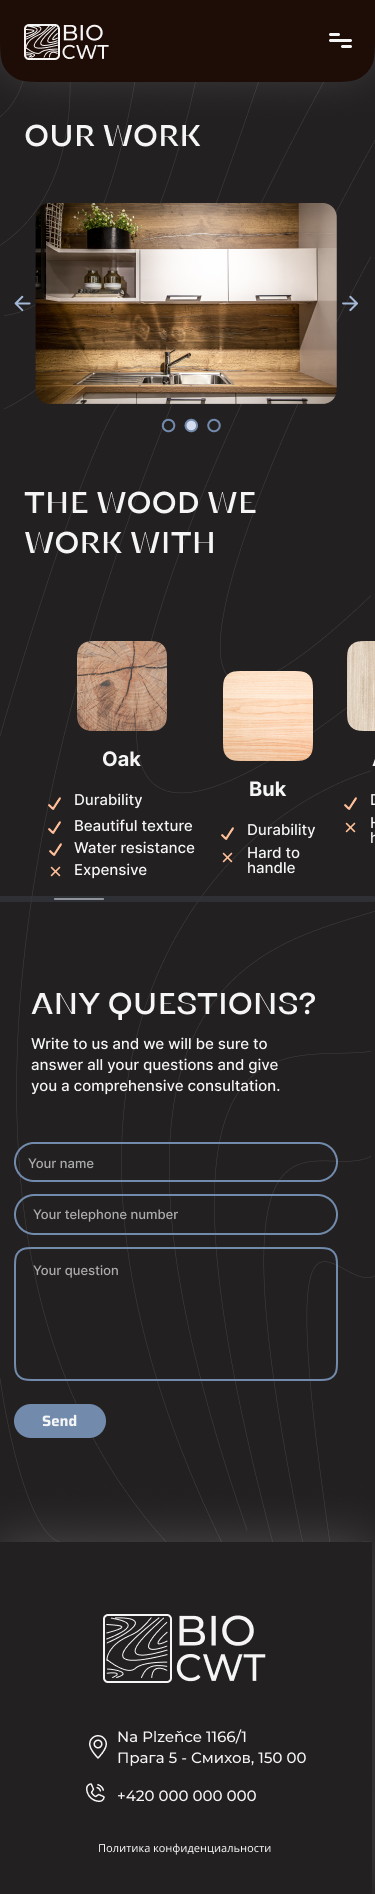 BIO
CWT
OUR WORK
THE WOOD WE
WORK WITH
Oak
Durability
Beautiful texture
Water resistance
Expensive
Buk
Durability
Hard to
handle
ANY QUESTIONS?
Write to us and we will be sure to
answer all your questions and give
you a comprehensive consultation.
Your name
Your telephone number
Your question
Send
BIO
CWT
Na Plzeňce 1166/1
Прага 5 - Смихов, 150 00
+420 000 000 000
Политика конфиденциальности